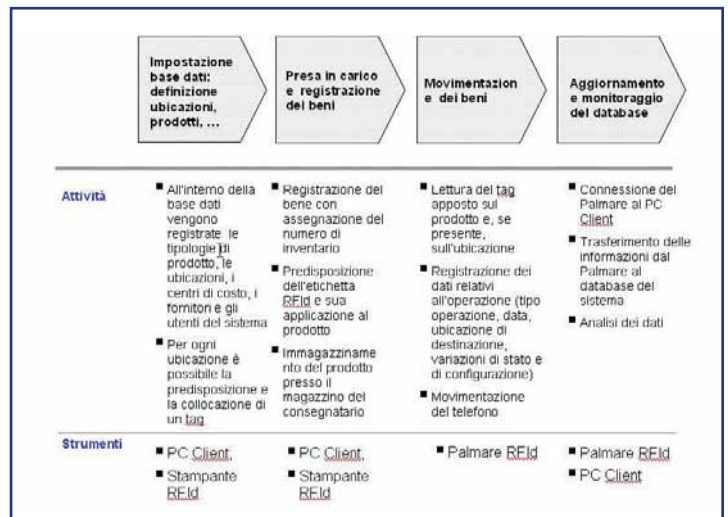 Impostazione
base dati:
definizione
ubicazioni,
prodotti, ...
Presa in carico
e registrazione
dei beni
Movimentazion
e dei beni
Aggiornamento
e monitoraggio
del database
Attività
All'interno della
base dati
vengono
registrate le
tipologie di
prodotto, le
ubicazioni, i
centri di costo, i
fornitori e gli
utenti del sistema
Per ogni
ubicazione è
possibile la
predisposizione e
la collocazione di
un tag
Registrazione del
bene con
assegnazione del
numero di
inventario
Predisposizione
dell'etichetta
RFId e sua
applicazione al
prodotto
Immagazziname
nto del prodotto
presso il
magazzino del
consegnatario
Lettura del tag
apposto sul
prodotto e, se
presente,
sull'ubicazione
Registrazione dei
dati relativi
all'operazione (tipo
operazione, data,
ubicazione di
destinazione,
variazioni di stato e
di configurazione)
Movimentazione
del telefono
Connessione del
Palmare al PC
Client
Trasferimento delle
informazioni dal
Palmare al
database del
sistema
Analisi dei dati
Strumenti
PC Client,
Stampante
RFId
PC Client,
Stampante
RFId
Palmare RFId
Palmare RFId
PC Client